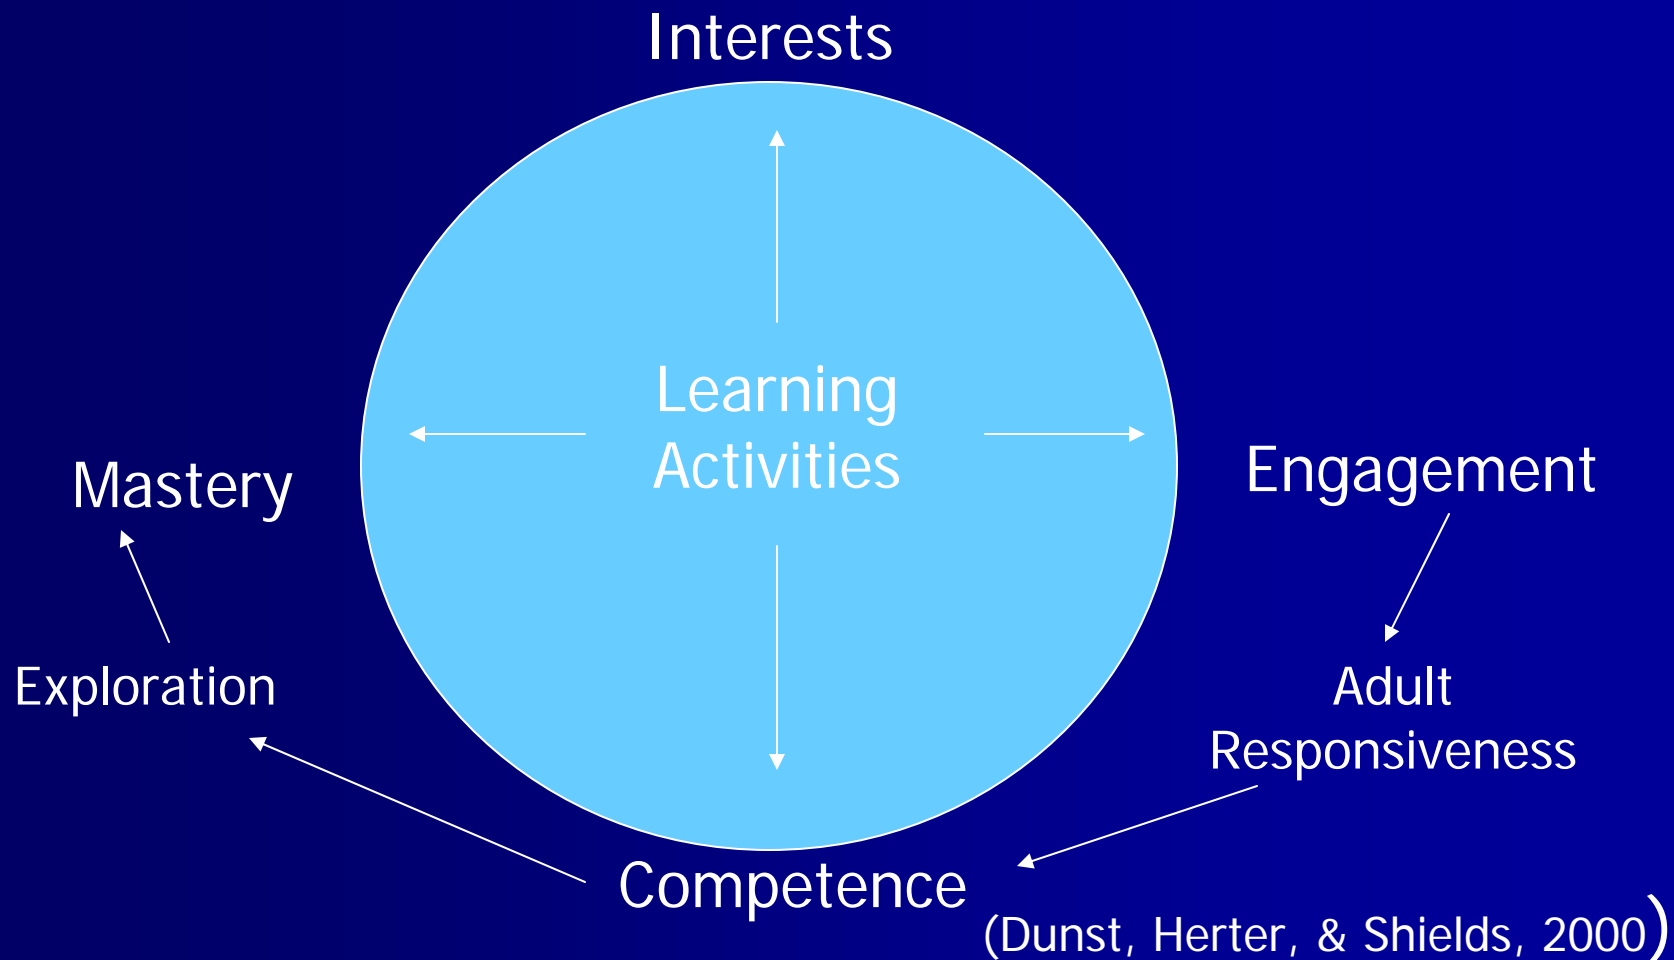 Interests
Learning
Activities
Mastery
Engagement
Exploration
Adult
Responsiveness
Competence
(Dunst, Herter, & Shields, 2000)